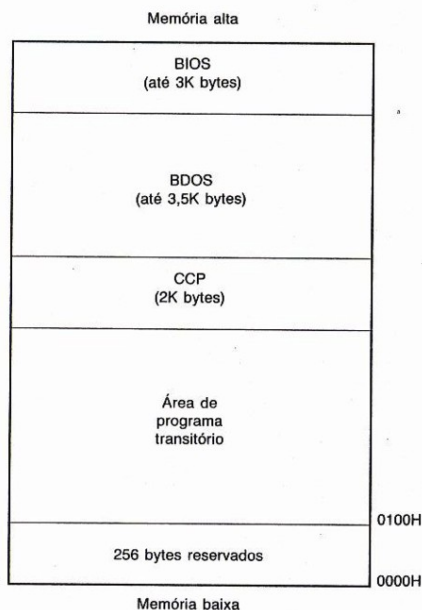 Memória alta
BIOS
(até 3K bytes)
BDOS
(até 3,5K bytes)
CCP
(2K bytes)
Área de
programa
transitório
0100H
256 bytes reservados
0000H
Memória baixa